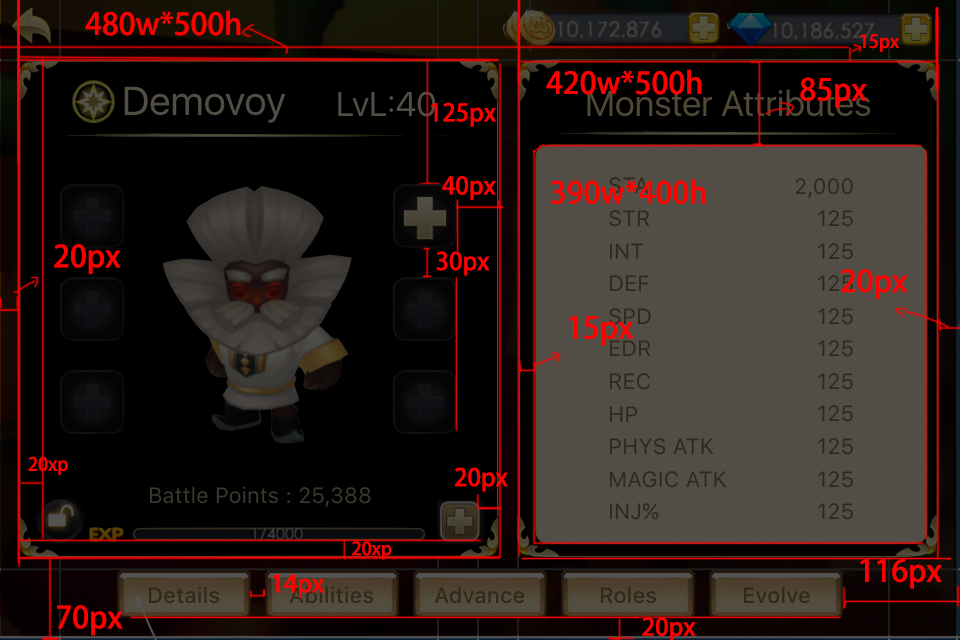 480w*500h
10,172,876
10,186,527
15px
Demovoy
LvL:40
125px
420w*500h
Monster Attributes
85px
40px
390w*400h
STA 2,000
STR 125
20px
30px
INT 125
DEF 125
20px
SPD 125
15px
EDR 125
REC 125
HP 125
PHYS ATK 125
20xp
20px
MAGIC ATK 125
Battle Points : 25,388
INJ% 125
EXP
1/4000
20xp
116px
14px
Details
Abilities
Advance
Roles
Evolve
70px
20px